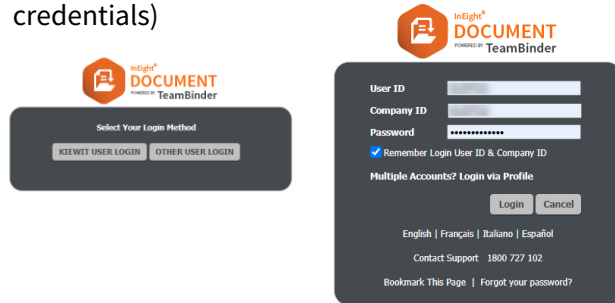 credentials)
InEight®
DOCUMENT
POWERED BY TeamBinder
Select Your Login Method
KIEWIT USER LOGIN OTHER USER LOGIN
InEight®
DOCUMENT
POWERED BY TeamBinder
User ID
Company ID
Password
Remember Login User ID & Company ID
Multiple Accounts? Login via Profile
Login Cancel
English | Français | Italiano | Español
Contact Support 1800 727 102
Bookmark This Page | Forgot your password?